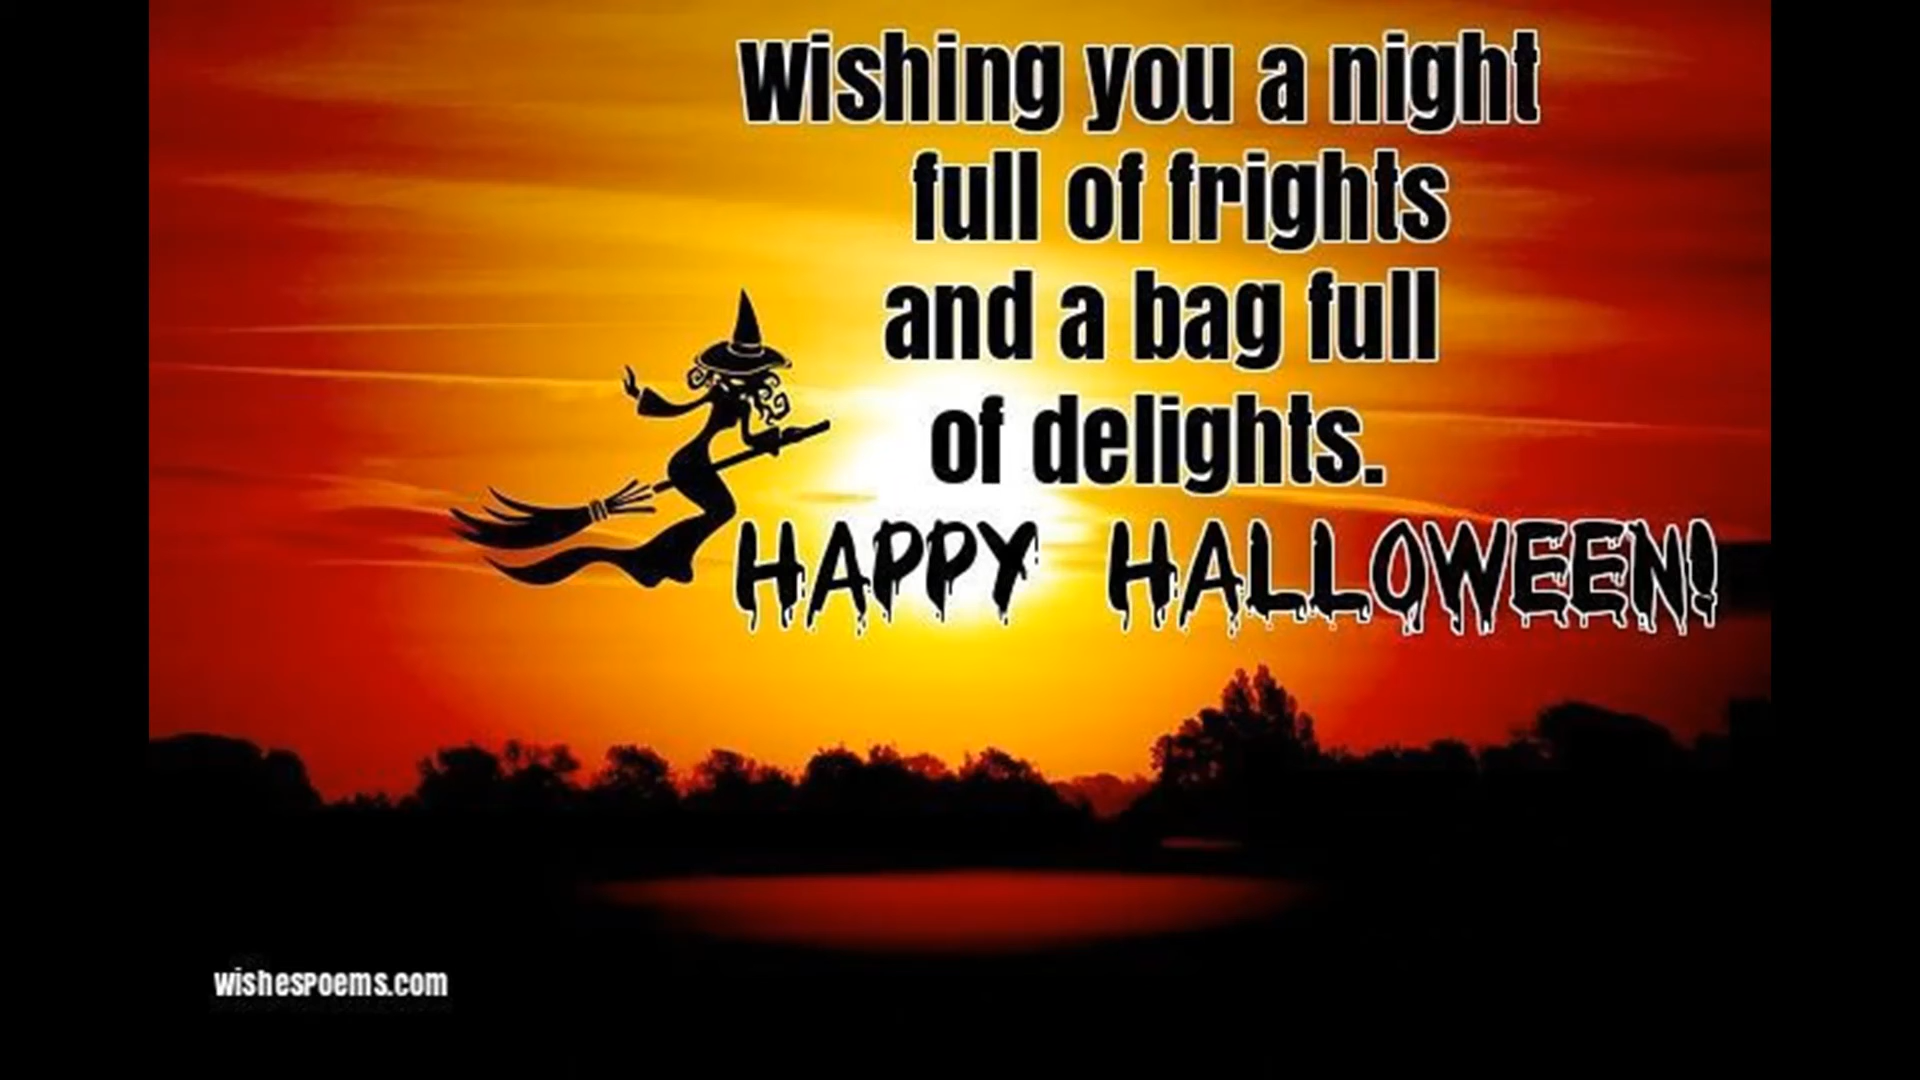 Wishing you a night
full of frights
and a bag full
of delights.
HAPPY HALLOWEEN!
wishespoems.com